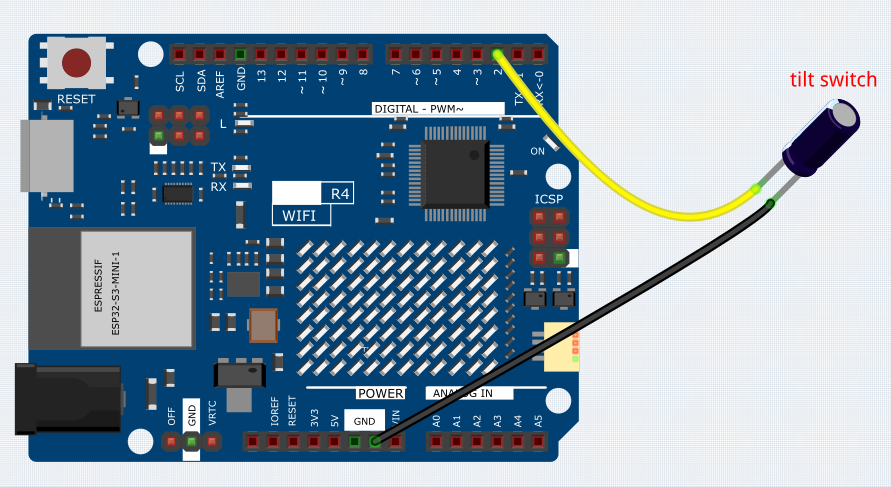 tilt switch
RESET
SCL
SDA
AREF
GND
13
12
~ 11
~ 10
~ 9
8
7
~ 6
~ 5
4
~ 3
2
TX 1
RX<-0
DIGITAL - PWM~
L
TX
RX
ON
R4
WIFI
ICSP
ESPRESSIF
ESP32-S3-MINI-1
POWER
ANALOG IN
OFF
GND
VRTC
IOREF
RESET
3V3
5V
GND
VIN
A0
A1
A2
A3
A4
A5